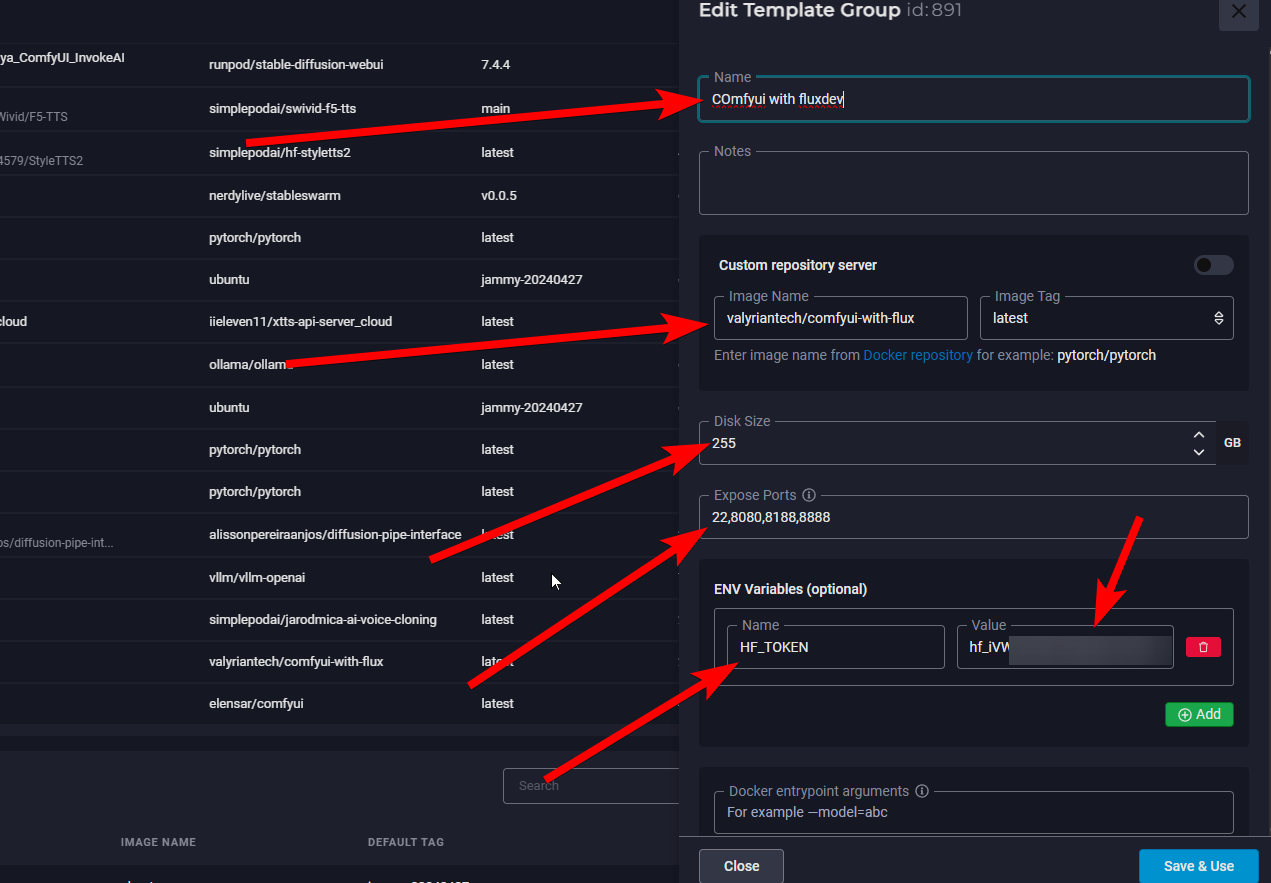 ya_ComfyUI_InvokeAI
runpod/stable-diffusion-webui 7.4.4
simplepodai/swivid-f5-tts main
Wivid/F5-TTS
simplepodai/hf-styletts2 latest
4579/StyleTTS2
nerdylive/stableswarm v0.0.5
pytorch/pytorch latest
ubuntu jammy-20240427
cloud iieleven11/xtts-api-server_cloud latest
ollama/ollama latest
ubuntu jammy-20240427
pytorch/pytorch latest
pytorch/pytorch latest
alissonpereiraanjos/diffusion-pipe-interface latest
os/diffusion-pipe-int...
vllm/vllm-openai latest
simplepodai/jarodmica-ai-voice-cloning latest
valyriantech/comfyui-with-flux latest
elensar/comfyui latest
Search
IMAGE NAME DEFAULT TAG
Edit Template Group id:891
Name
COmfyui with fluxdev
Notes
Custom repository server
Image Name Image Tag
valyriantech/comfyui-with-flux latest
Enter image name from Docker repository for example: pytorch/pytorch
Disk Size
255 GB
Expose Ports
22,8080,8188,8888
ENV Variables (optional)
Name Value
HF_TOKEN hf_iVW
Add
Docker entrypoint arguments
For example —model=abc
Close Save & Use